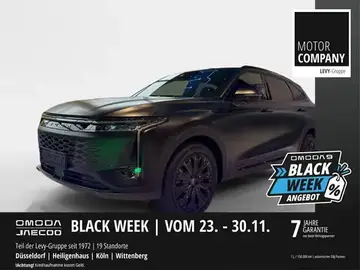 MOTOR
COMPANY
LEVY-Gruppe
OMODA 9
BLACK
WEEK
ANGEBOT
%
OMODA
JAECOO
BLACK WEEK | VOM 23. - 30.11.
7 JAHRE
GARANTIE
Teil der Levy-Gruppe seit 1972 | 19 Standorte
Düsseldorf | Heiligenhaus | Köln | Wittenberg